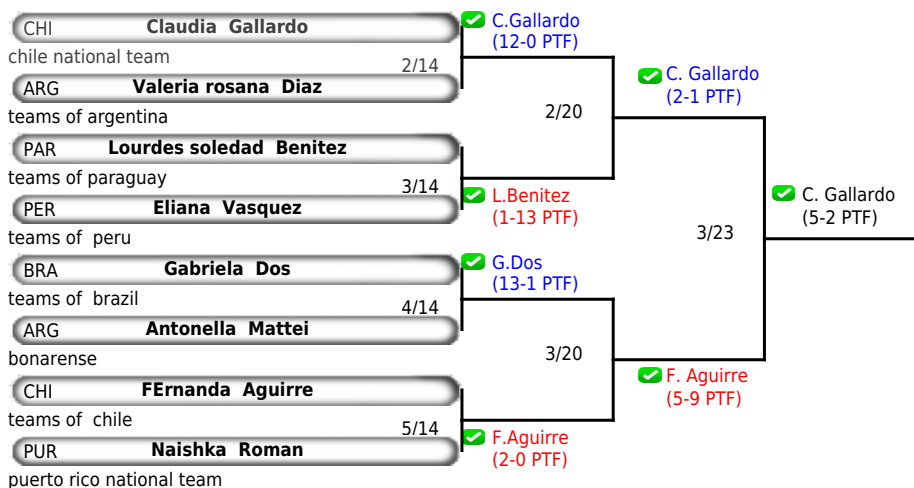 CHI Claudia Gallardo
chile national team
2/14
ARG Valeria rosana Diaz
teams of argentina
PAR Lourdes soledad Benitez
teams of paraguay
3/14
PER Eliana Vasquez
teams of peru
BRA Gabriela Dos
teams of brazil
4/14
ARG Antonella Mattei
bonarense
CHI FErnanda Aguirre
teams of chile
5/14
PUR Naishka Roman
puerto rico national team
C.Gallardo
(12-0 PTF)
2/20
L.Benitez
(1-13 PTF)
G.Dos
(13-1 PTF)
3/20
F.Aguirre
(2-0 PTF)
C. Gallardo
(2-1 PTF)
3/23
F. Aguirre
(5-9 PTF)
C. Gallardo
(5-2 PTF)